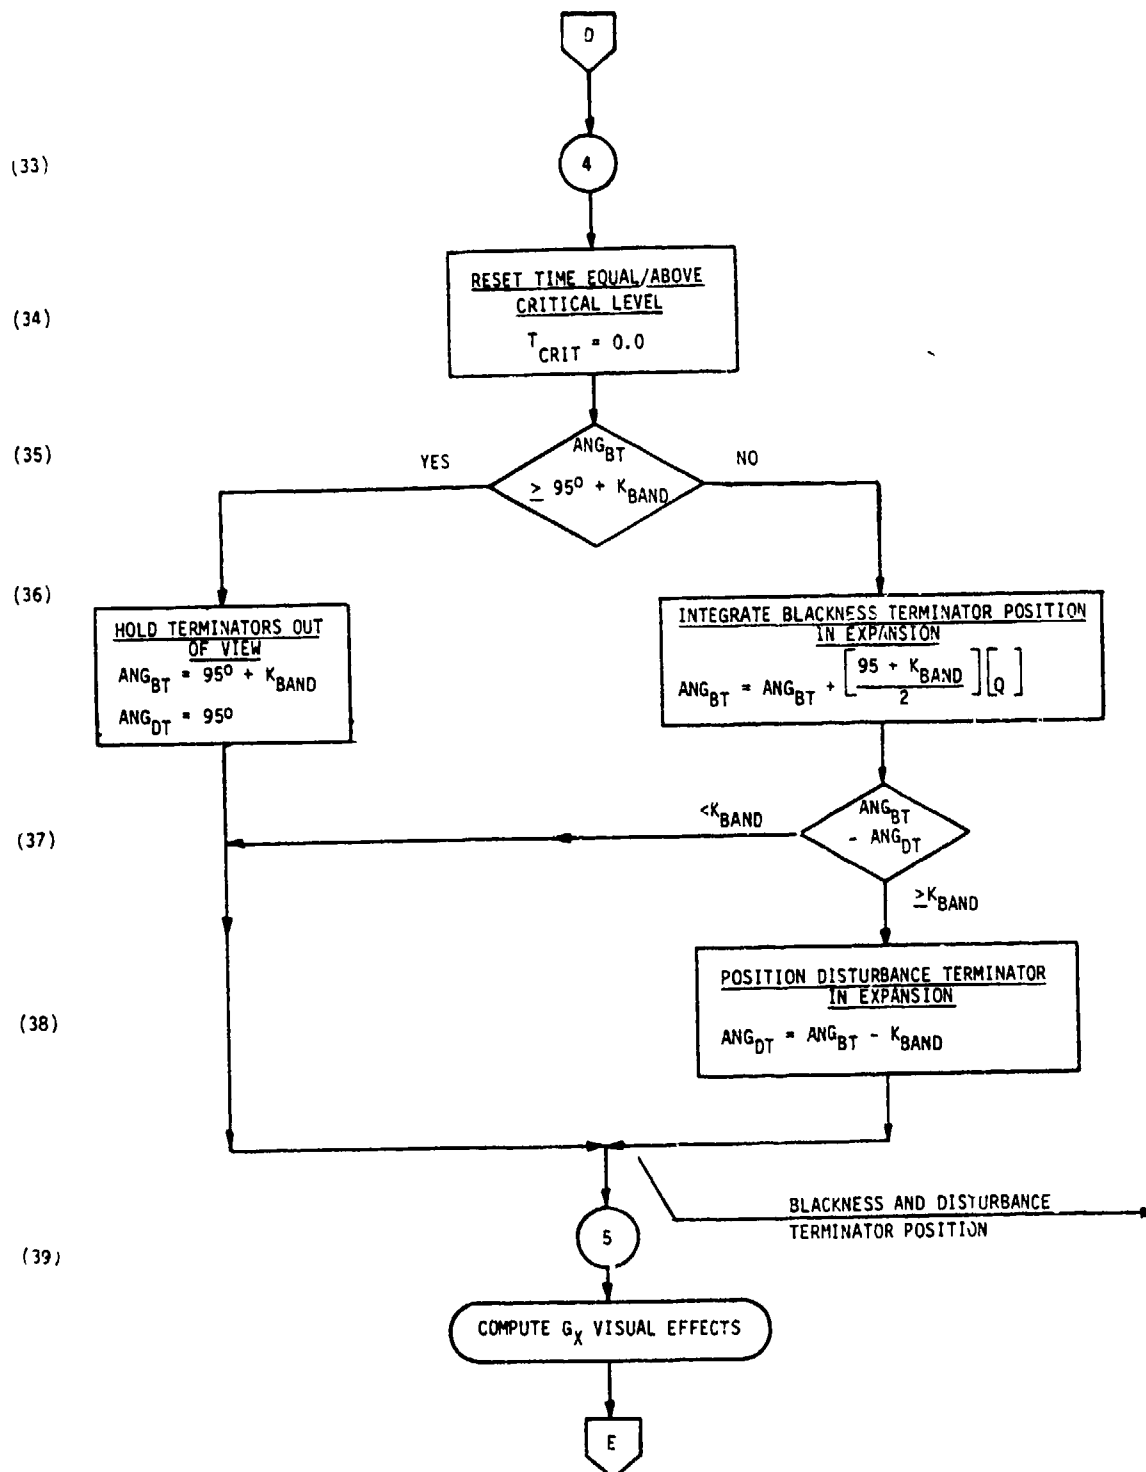 D
(33)
4
RESET TIME EQUAL/ABOVE
CRITICAL LEVEL
T_CRIT = 0.0
(34)
(35)
ANG_BT
≥ 95⁰ + K_BAND
YES
NO
(36)
HOLD TERMINATORS OUT
OF VIEW
ANG_BT = 95⁰ + K_BAND
ANG_DT = 95⁰
INTEGRATE BLACKNESS TERMINATOR POSITION
IN EXPANSION
ANG_BT = ANG_BT + [95 + K_BAND / 2] [Q]
(37)
<K_BAND
ANG_BT
- ANG_DT
≥K_BAND
POSITION DISTURBANCE TERMINATOR
IN EXPANSION
ANG_DT = ANG_BT - K_BAND
(38)
BLACKNESS AND DISTURBANCE
TERMINATOR POSITION
5
(39)
COMPUTE G_X VISUAL EFFECTS
E